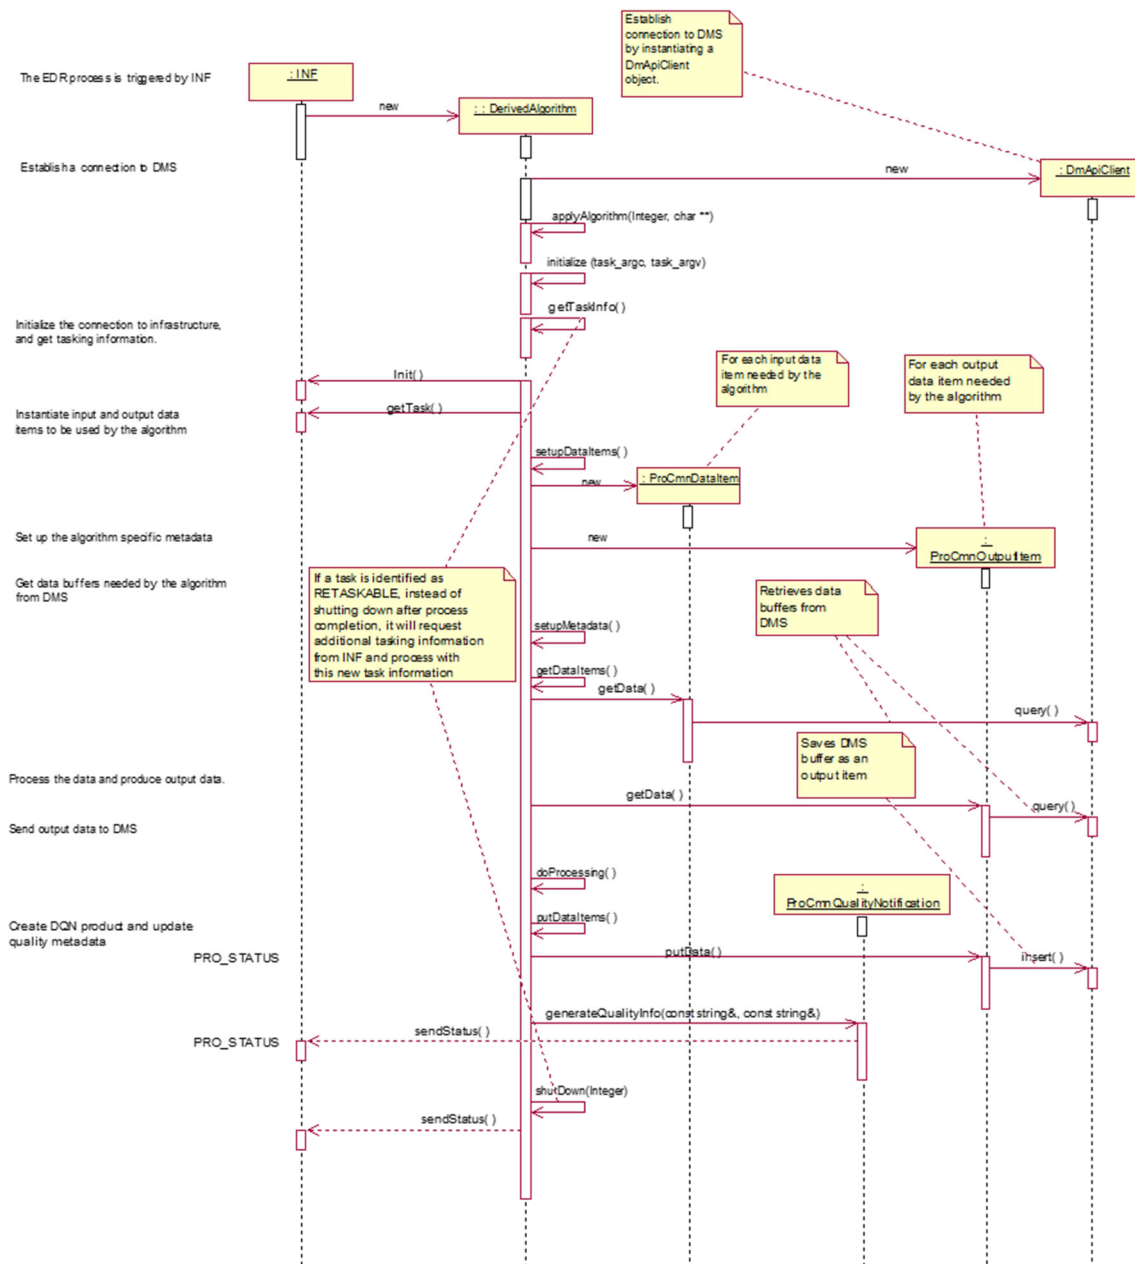 Establish
connection to DMS
by instantiating a
DmApiClient
object.
The EDR process is triggered by INF
: INF
new
: : DerivedAlgorithm
Establish a connection to DMS
new
: DmApiClient
applyAlgorithm(Integer, char **)
initialize (task_argc, task_argv)
getTaskInfo( )
Initialize the connection to infrastructure,
and get tasking information.
For each input data
item needed by the
algorithm
For each output
data item needed
by the algorithm
Init( )
Instantiate input and output data
items to be used by the algorithm
getTask( )
setupDataItems( )
new
: ProCmnDataItem
Set up the algorithm specific metadata
new
:
ProCmnOutputItem
Get data buffers needed by the algorithm
from DMS
If a task is identified as
RETASKABLE, instead of
shutting down after process
completion, it will request
additional tasking information
from INF and process with
this new task information
Retrieves data
buffers from
DMS
setupMetadata( )
getDataItems( )
getData( )
query( )
Saves DMS
buffer as an
output item
Process the data and produce output data.
getData( )
query( )
Send output data to DMS
doProcessing( )
:
ProCmnQualityNotification
putDataItems( )
Create DQN product and update
quality metadata
PRO_STATUS
putData( )
insert( )
generateQualityInfo(const string&, const string&)
sendStatus( )
PRO_STATUS
shutDown(Integer)
sendStatus( )